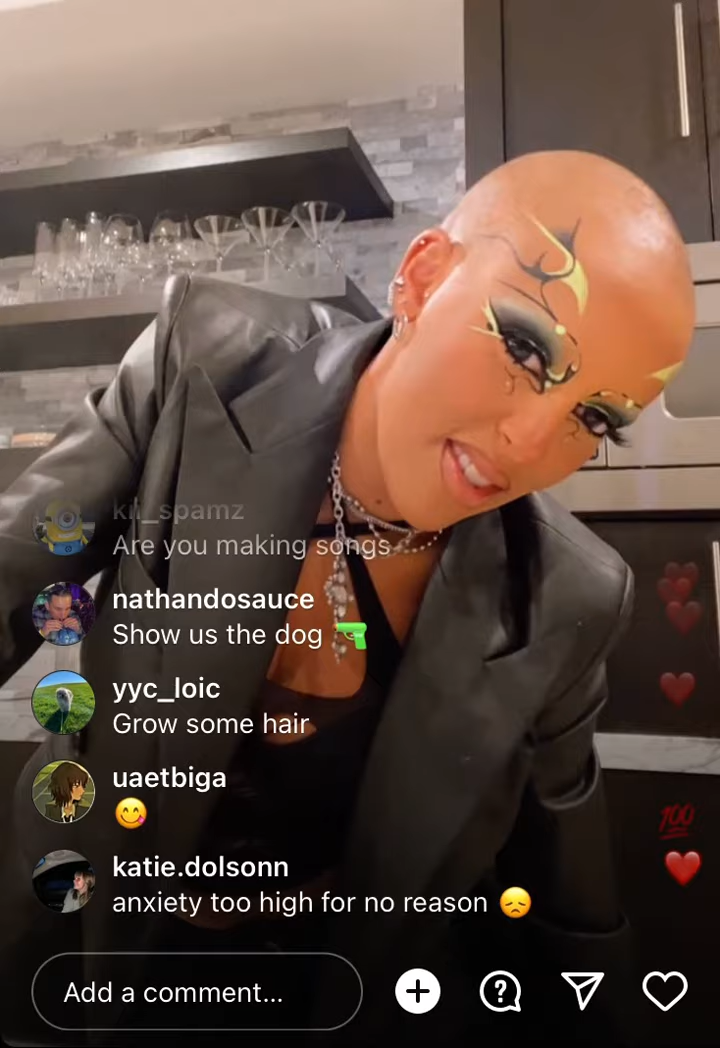 kil_spamz
Are you making songs
nathandosauce
Show us the dog 🔫
yyc_loic
Grow some hair
uaetbiga
😋
katie.dolsonn
anxiety too high for no reason 😞
💯
Add a comment...